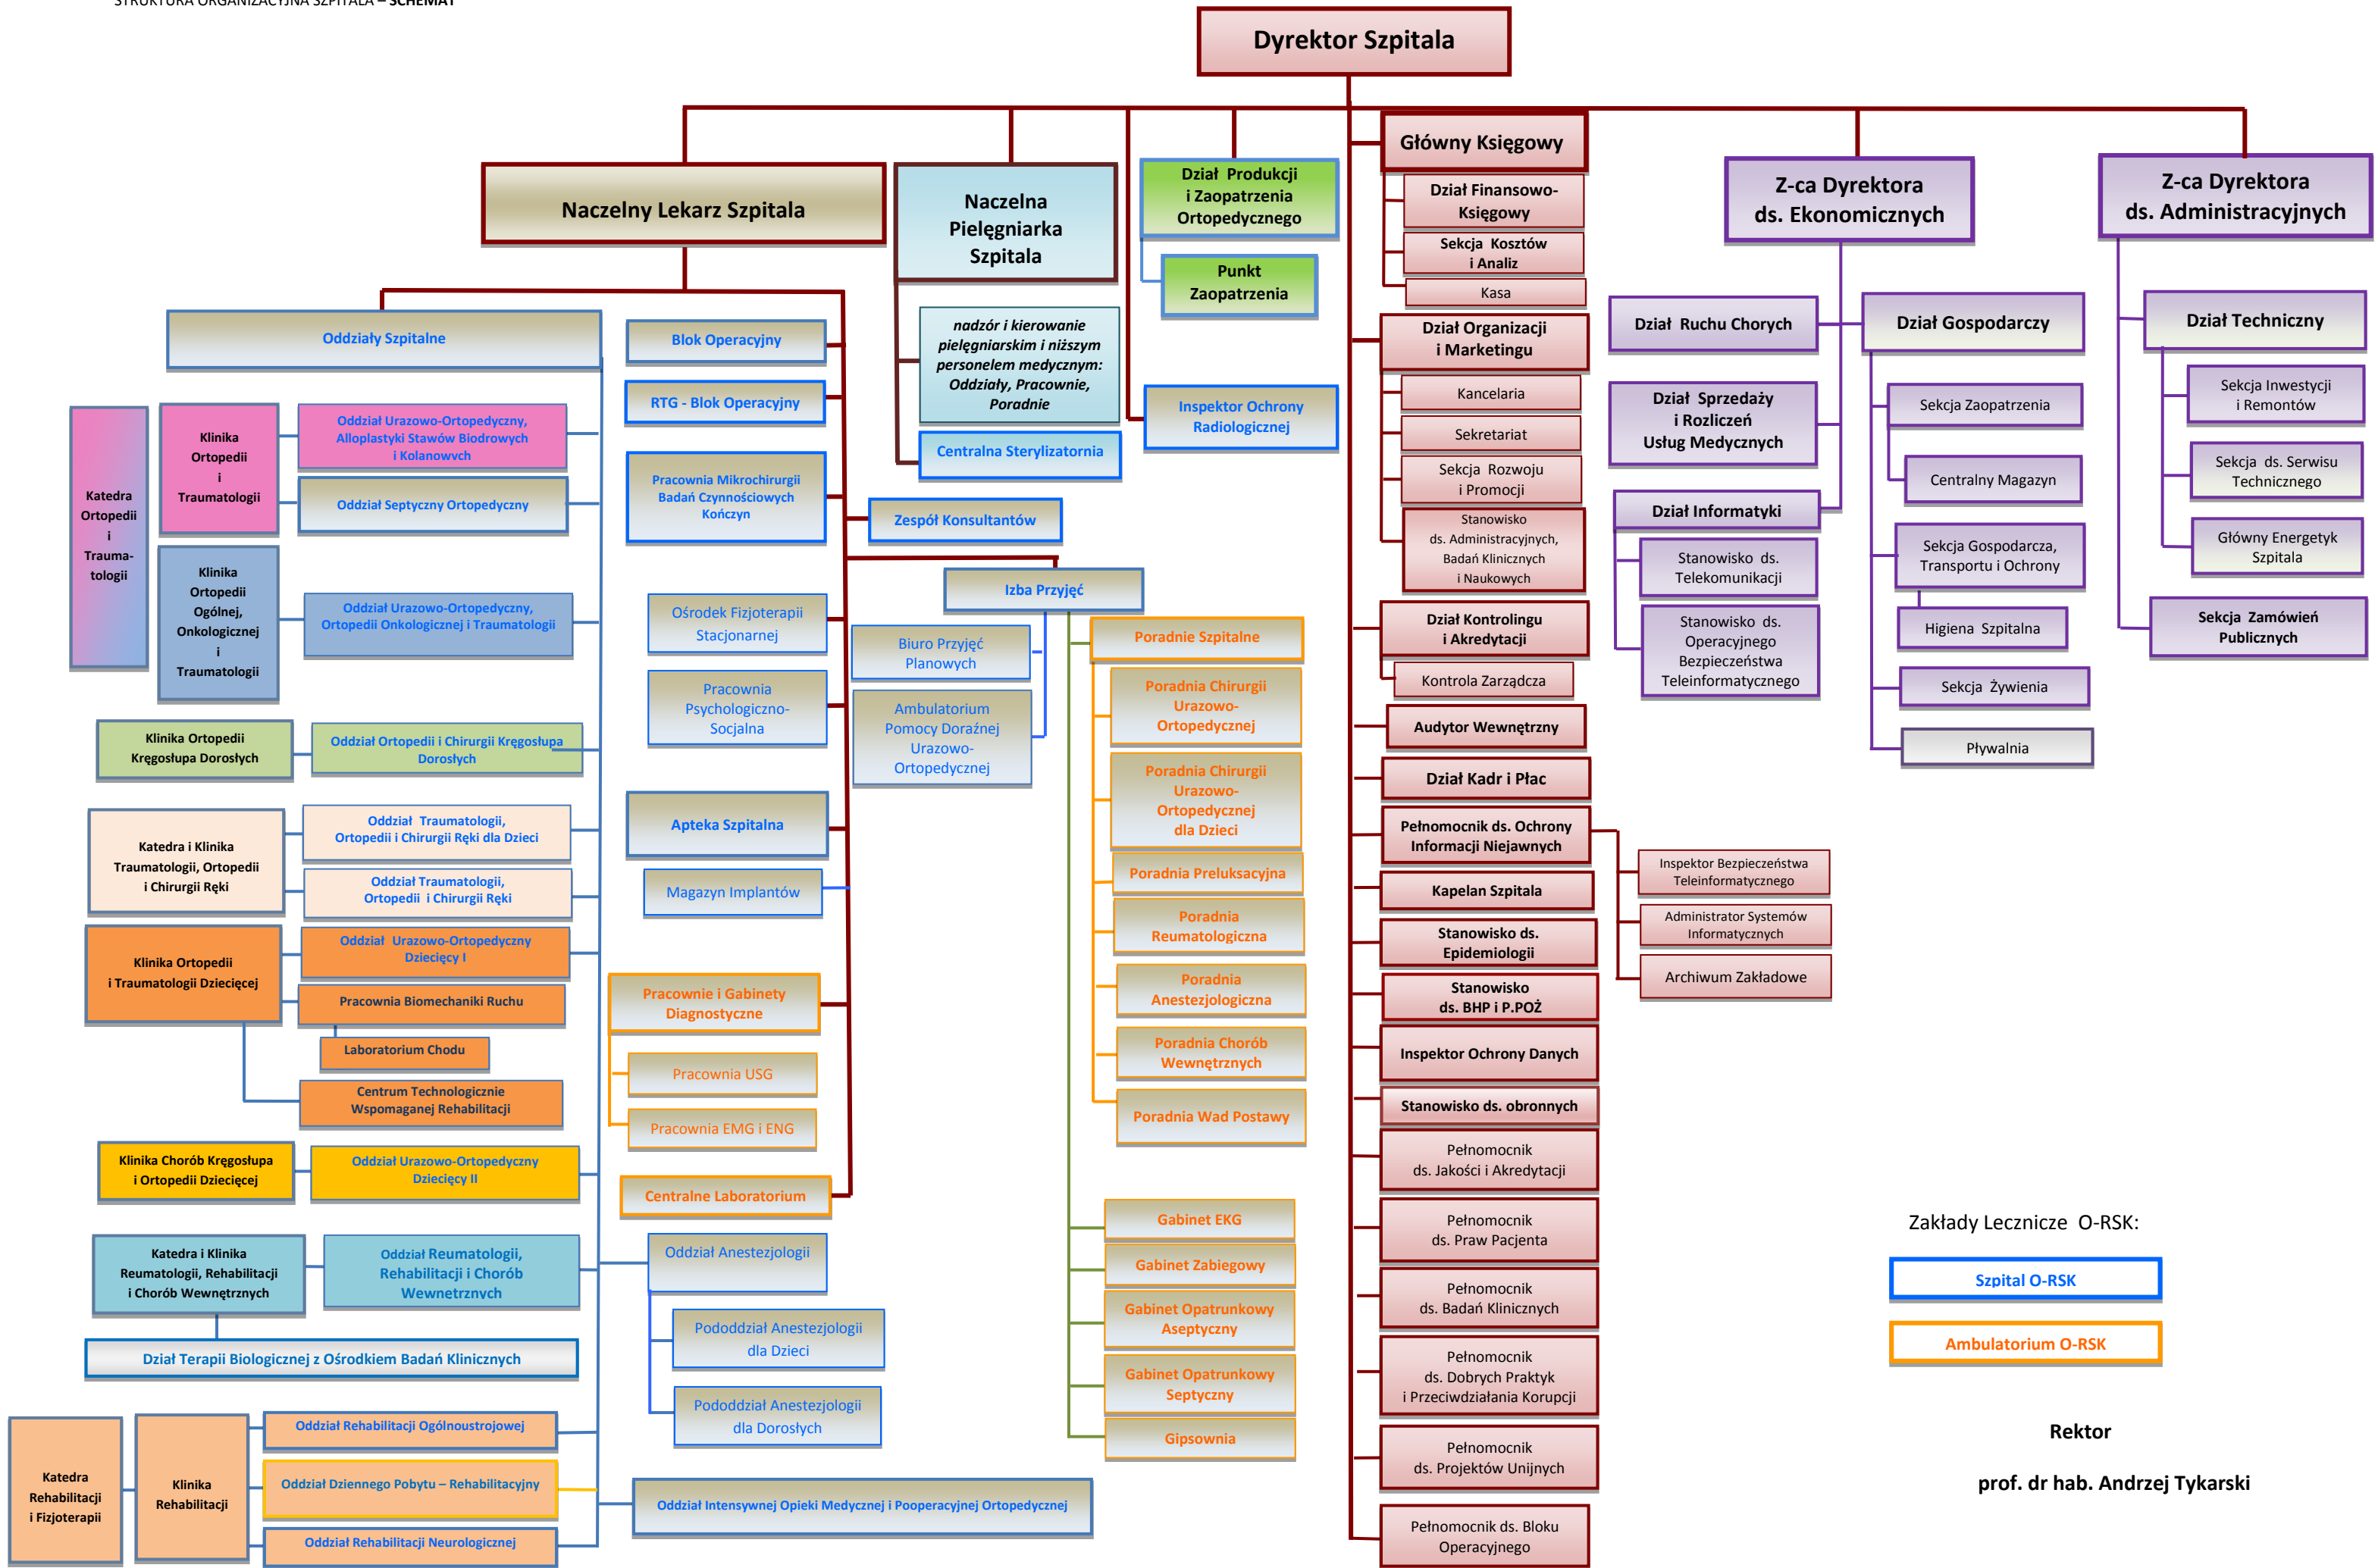 STRUKTURA ORGANIZACYJNA SZPITALA – SCHEMAT
Dyrektor Szpitala
Naczelny Lekarz Szpitala
Naczelna
Pielęgniarka
Szpitala
Dział Produkcji
i Zaopatrzenia
Ortopedycznego
Punkt
Zaopatrzenia
Główny Księgowy
Dział Finansowo-
Księgowy
Sekcja Kosztów
i Analiz
Kasa
Z-ca Dyrektora
ds. Ekonomicznych
Z-ca Dyrektora
ds. Administracyjnych
Oddziały Szpitalne
Katedra
Ortopedii
i
Trauma-
tologii
Klinika
Ortopedii
i
Traumatologii
Oddział Urazowo-Ortopedyczny,
Alloplastyki Stawów Biodrowych
i Kolanowych
Oddział Septyczny Ortopedyczny
Klinika
Ortopedii
Ogólnej,
Onkologicznej
i
Traumatologii
Oddział Urazowo-Ortopedyczny,
Ortopedii Onkologicznej i Traumatologii
Klinika Ortopedii
Kręgosłupa Dorosłych
Oddział Ortopedii i Chirurgii Kręgosłupa
Dorosłych
Katedra i Klinika
Traumatologii, Ortopedii
i Chirurgii Ręki
Oddział Traumatologii,
Ortopedii i Chirurgii Ręki dla Dzieci
Oddział Traumatologii,
Ortopedii i Chirurgii Ręki
Klinika Ortopedii
i Traumatologii Dziecięcej
Oddział Urazowo-Ortopedyczny
Dziecięcy I
Pracownia Biomechaniki Ruchu
Laboratorium Chodu
Centrum Technologicznie
Wspomaganej Rehabilitacji
Klinika Chorób Kręgosłupa
i Ortopedii Dziecięcej
Oddział Urazowo-Ortopedyczny
Dziecięcy II
Katedra i Klinika
Reumatologii, Rehabilitacji
i Chorób Wewnętrznych
Oddział Reumatologii,
Rehabilitacji i Chorób
Wewnętrznych
Dział Terapii Biologicznej z Ośrodkiem Badań Klinicznych
Katedra
Rehabilitacji
i Fizjoterapii
Klinika
Rehabilitacji
Oddział Rehabilitacji Ogólnoustrojowej
Oddział Dziennego Pobytu – Rehabilitacyjny
Oddział Rehabilitacji Neurologicznej
Blok Operacyjny
RTG - Blok Operacyjny
Pracownia Mikrochirurgii
Badań Czynnościowych
Kończyn
Zespół Konsultantów
Ośrodek Fizjoterapii
Stacjonarnej
Pracownia
Psychologiczno-
Socjalna
Apteka Szpitalna
Magazyn Implantów
Pracownie i Gabinety
Diagnostyczne
Pracownia USG
Pracownia EMG i ENG
Centralne Laboratorium
Oddział Anestezjologii
Pododdział Anestezjologii
dla Dzieci
Pododdział Anestezjologii
dla Dorosłych
Oddział Intensywnej Opieki Medycznej i Pooperacyjnej Ortopedycznej
nadzór i kierowanie
pielęgniarskim i niższym
personelem medycznym:
Oddziały, Pracownie,
Poradnie
Centralna Sterylizatornia
Inspektor Ochrony
Radiologicznej
Izba Przyjęć
Biuro Przyjęć
Planowych
Ambulatorium
Pomocy Doraźnej
Urazowo-
Ortopedycznej
Poradnie Szpitalne
Poradnia Chirurgii
Urazowo-
Ortopedycznej
Poradnia Chirurgii
Urazowo-
Ortopedycznej
dla Dzieci
Poradnia Preluksacyjna
Poradnia
Reumatologiczna
Poradnia
Anestezjologiczna
Poradnia Chorób
Wewnętrznych
Poradnia Wad Postawy
Gabinet EKG
Gabinet Zabiegowy
Gabinet Opatrunkowy
Aseptyczny
Gabinet Opatrunkowy
Septyczny
Gipsownia
Dział Organizacji
i Marketingu
Kancelaria
Sekretariat
Sekcja Rozwoju
i Promocji
Stanowisko
ds. Administracyjnych,
Badań Klinicznych
i Naukowych
Dział Kontrolingu
i Akredytacji
Kontrola Zarządcza
Audytor Wewnętrzny
Dział Kadr i Płac
Pełnomocnik ds. Ochrony
Informacji Niejawnych
Inspektor Bezpieczeństwa
Teleinformatycznego
Administrator Systemów
Informatycznych
Archiwum Zakładowe
Kapelan Szpitala
Stanowisko ds.
Epidemiologii
Stanowisko
ds. BHP i P.POŻ
Inspektor Ochrony Danych
Stanowisko ds. obronnych
Pełnomocnik
ds. Jakości i Akredytacji
Pełnomocnik
ds. Praw Pacjenta
Pełnomocnik
ds. Badań Klinicznych
Pełnomocnik
ds. Dobrych Praktyk
i Przeciwdziałania Korupcji
Pełnomocnik
ds. Projektów Unijnych
Pełnomocnik ds. Bloku
Operacyjnego
Dział Ruchu Chorych
Dział Sprzedaży
i Rozliczeń
Usług Medycznych
Dział Informatyki
Stanowisko ds.
Telekomunikacji
Stanowisko ds.
Operacyjnego
Bezpieczeństwa
Teleinformatycznego
Dział Gospodarczy
Sekcja Zaopatrzenia
Centralny Magazyn
Sekcja Gospodarcza,
Transportu i Ochrony
Higiena Szpitalna
Sekcja Żywienia
Pływalnia
Dział Techniczny
Sekcja Inwestycji
i Remontów
Sekcja ds. Serwisu
Technicznego
Główny Energetyk
Szpitala
Sekcja Zamówień
Publicznych
Zakłady Lecznicze O-RSK:
Szpital O-RSK
Ambulatorium O-RSK
Rektor
prof. dr hab. Andrzej Tykarski